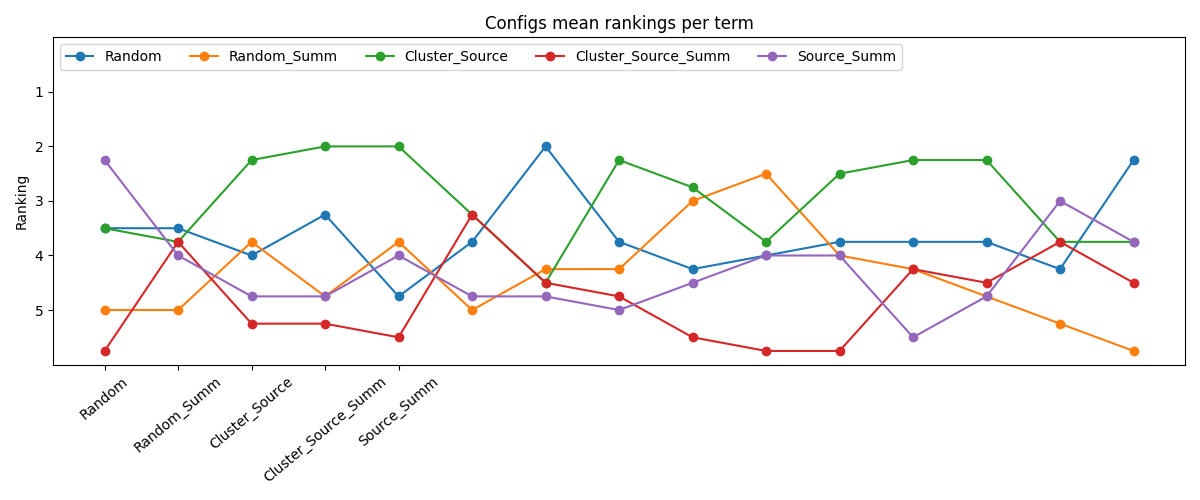 Configs mean rankings per term
Random Random_Summ Cluster_Source Cluster_Source_Summ Source_Summ
1
2
3
4
5
Ranking
Random
Random_Summ
Cluster_Source
Cluster_Source_Summ
Source_Summ